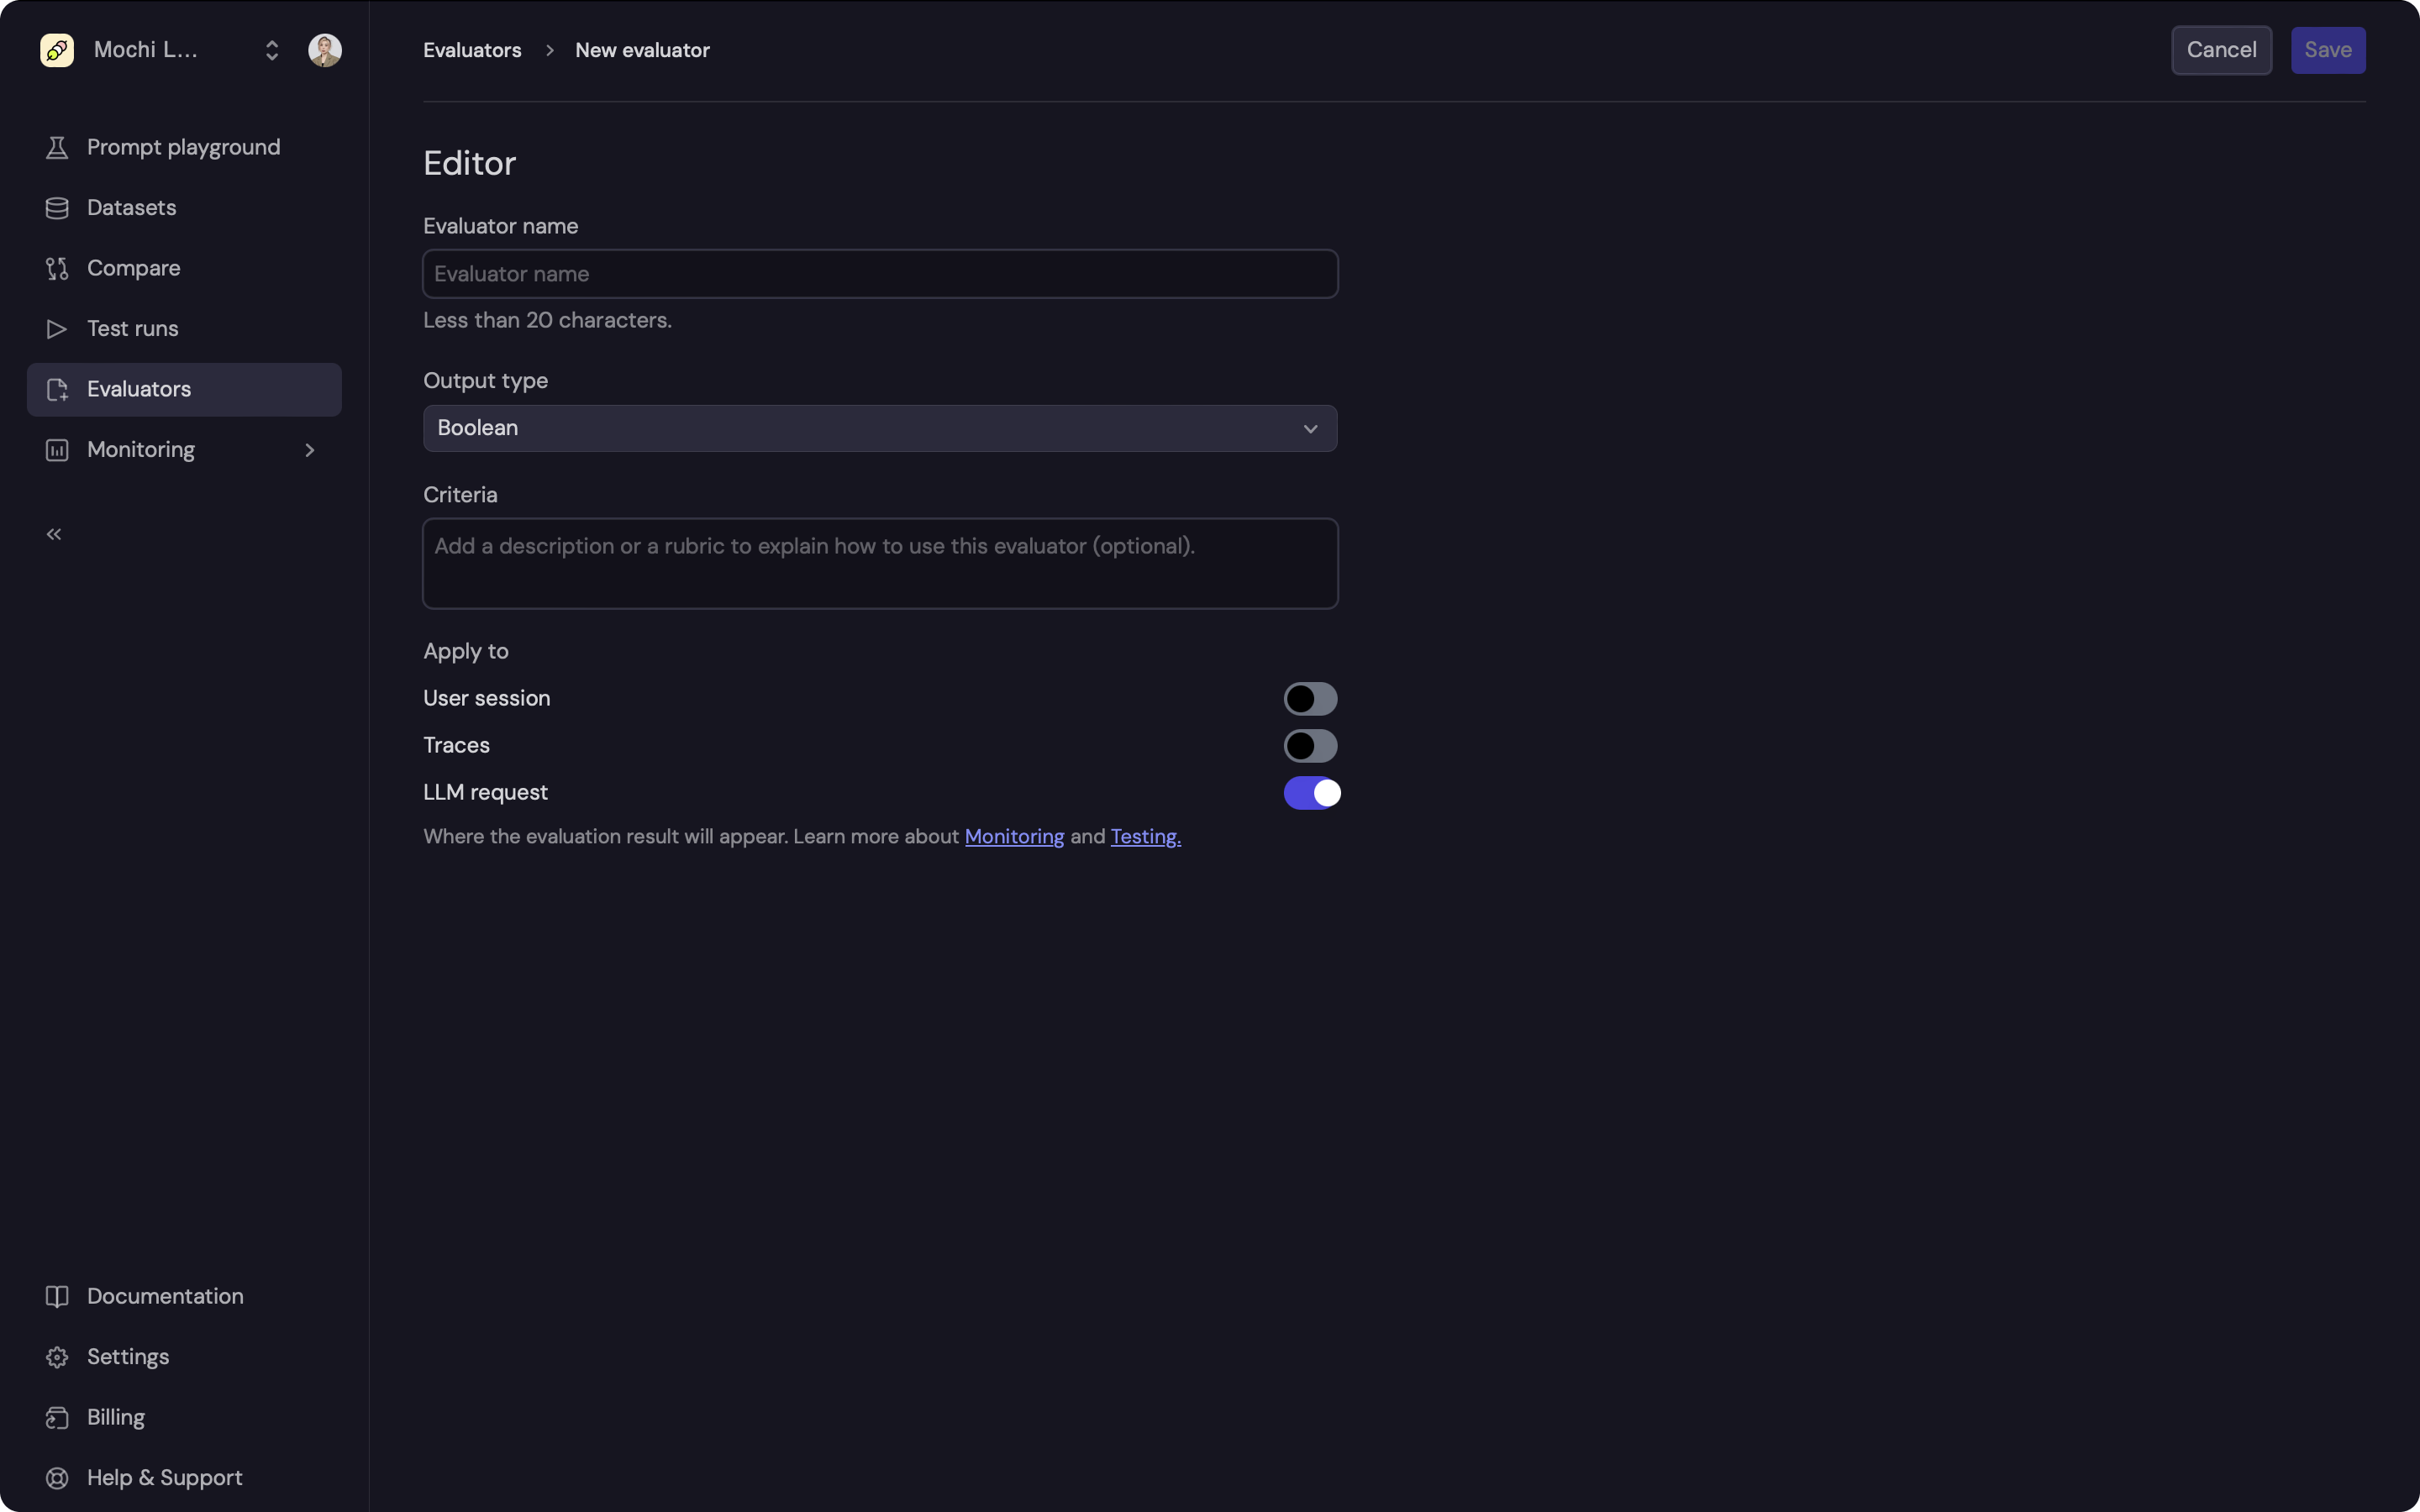 Mochi L...
Prompt playground
Datasets
Compare
Test runs
Evaluators
Monitoring
Documentation
Settings
Billing
Help & Support
Evaluators > New evaluator
Cancel
Save
Editor
Evaluator name
Evaluator name
Less than 20 characters.
Output type
Boolean
Criteria
Add a description or a rubric to explain how to use this evaluator (optional).
Apply to
User session
Traces
LLM request
Where the evaluation result will appear. Learn more about Monitoring and Testing.